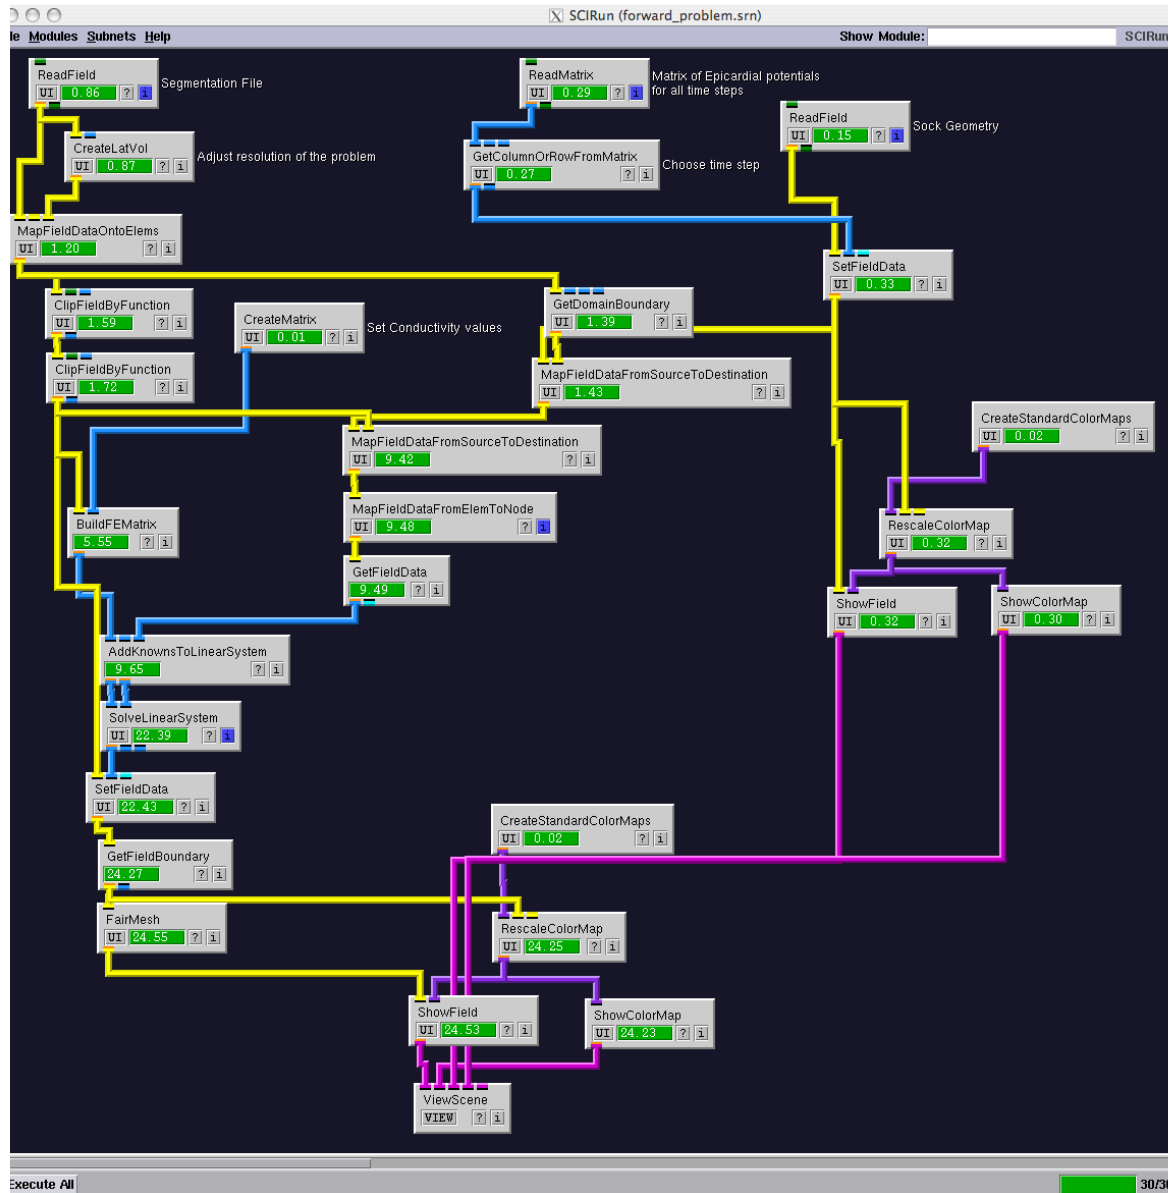 SCIRun (forward_problem.srn)
le Modules Subnets Help
Show Module:
SCIRun
ReadField
UI 0.86 ? i
Segmentation File
ReadMatrix
UI 0.29 ? i
Matrix of Epicardial potentials
for all time steps
ReadField
UI 0.15 ? i
Sock Geometry
CreateLatVol
UI 0.87 ? i
Adjust resolution of the problem
GetColumnOrRowFromMatrix
UI 0.27 ? i
Choose time step
MapFieldDataOntoElems
UI 1.20 ? i
SetFieldData
UI 0.33 ? i
ClipFieldByFunction
UI 1.59 ? i
CreateMatrix
UI 0.01 ? i
Set Conductivity values
GetDomainBoundary
UI 1.39 ? i
ClipFieldByFunction
UI 1.72 ? i
MapFieldDataFromSourceToDestination
UI 1.43 ? i
CreateStandardColorMaps
UI 0.02 ? i
MapFieldDataFromSourceToDestination
UI 9.42 ? i
MapFieldDataFromElemToNode
UI 9.48 ? i
BuildFEMatrix
5.55 ? i
RescaleColorMap
UI 0.32 ? i
GetFieldData
9.49 ? i
ShowField
UI 0.32 ? i
ShowColorMap
UI 0.30 ? i
AddKnownsToLinearSystem
9.65 ? i
SolveLinearSystem
UI 22.39 ? i
SetFieldData
UI 22.43 ? i
CreateStandardColorMaps
UI 0.02 ? i
GetFieldBoundary
24.27 ? i
FairMesh
UI 24.55 ? i
RescaleColorMap
UI 24.25 ? i
ShowField
UI 24.53 ? i
ShowColorMap
UI 24.23 ? i
ViewScene
VIEW ? i
Execute All
30/30